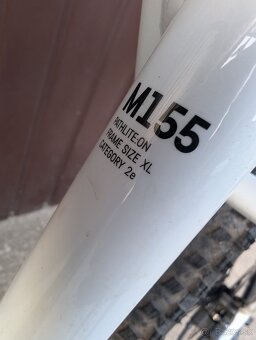 M155
PATHLITE:ON
FRAME SIZE XL
CATEGORY 2e